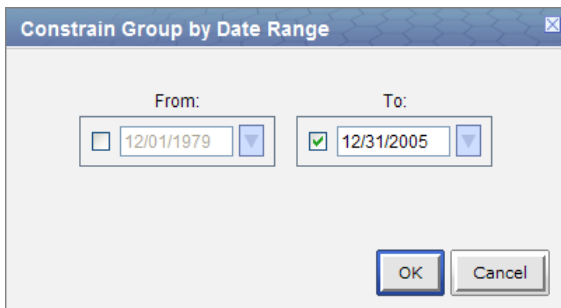 Constrain Group by Date Range
From: To:
12/01/1979 12/31/2005
OK Cancel